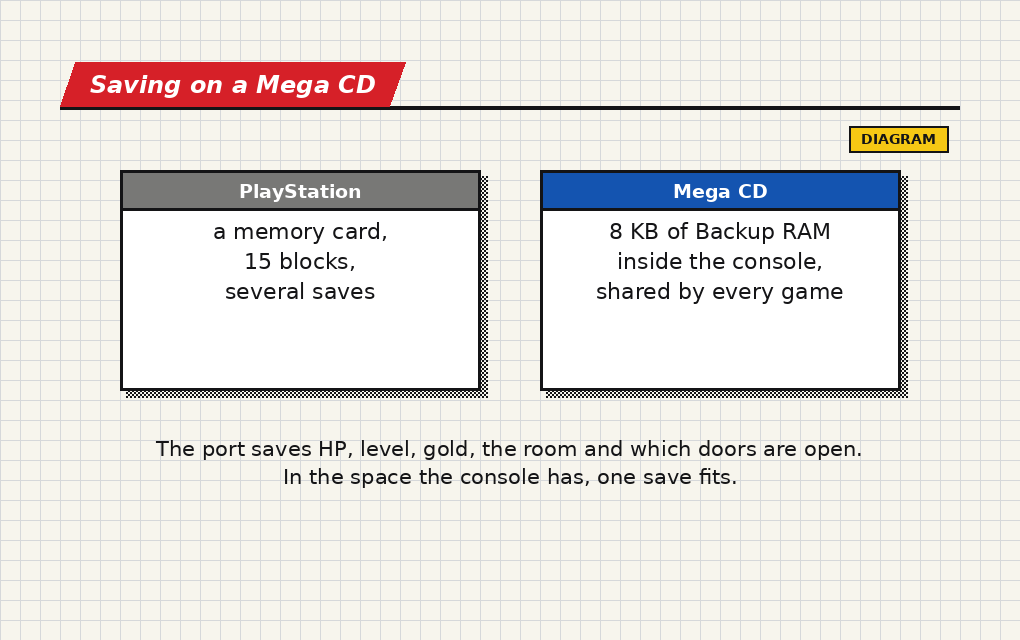 Saving on a Mega CD
DIAGRAM
PlayStation
a memory card,
15 blocks,
several saves
Mega CD
8 KB of Backup RAM
inside the console,
shared by every game
The port saves HP, level, gold, the room and which doors are open.
In the space the console has, one save fits.